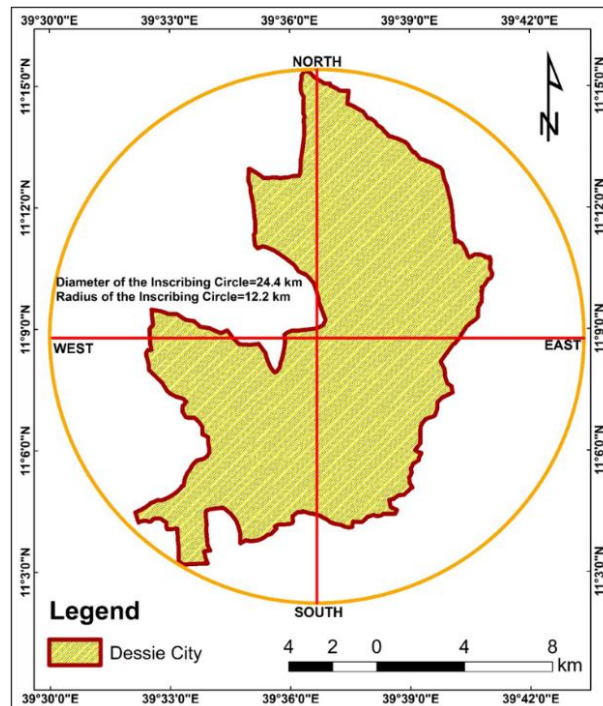 39°30'0"E 39°33'0"E 39°36'0"E 39°39'0"E 39°42'0"E
NORTH
11°15'0"N 11°15'0"N
N
11°12'0"N 11°12'0"N
Diameter of the Inscribing Circle=24.4 km
Radius of the Inscribing Circle=12.2 km
11°9'0"N 11°9'0"N
WEST EAST
11°6'0"N 11°6'0"N
11°3'0"N 11°3'0"N
SOUTH
Legend
Dessie City
4 2 0 4 8
km
39°30'0"E 39°33'0"E 39°36'0"E 39°39'0"E 39°42'0"E